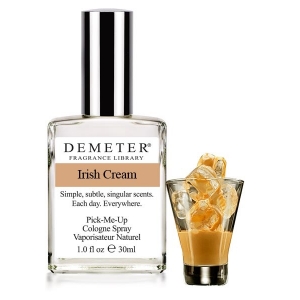 DEMETER®
FRAGRANCE LIBRARY
Irish Cream
Simple, subtle, singular scents.
Each day. Everywhere.
Pick-Me-Up
Cologne Spray
Vaporisateur Naturel
1.0 fl oz ℮ 30ml